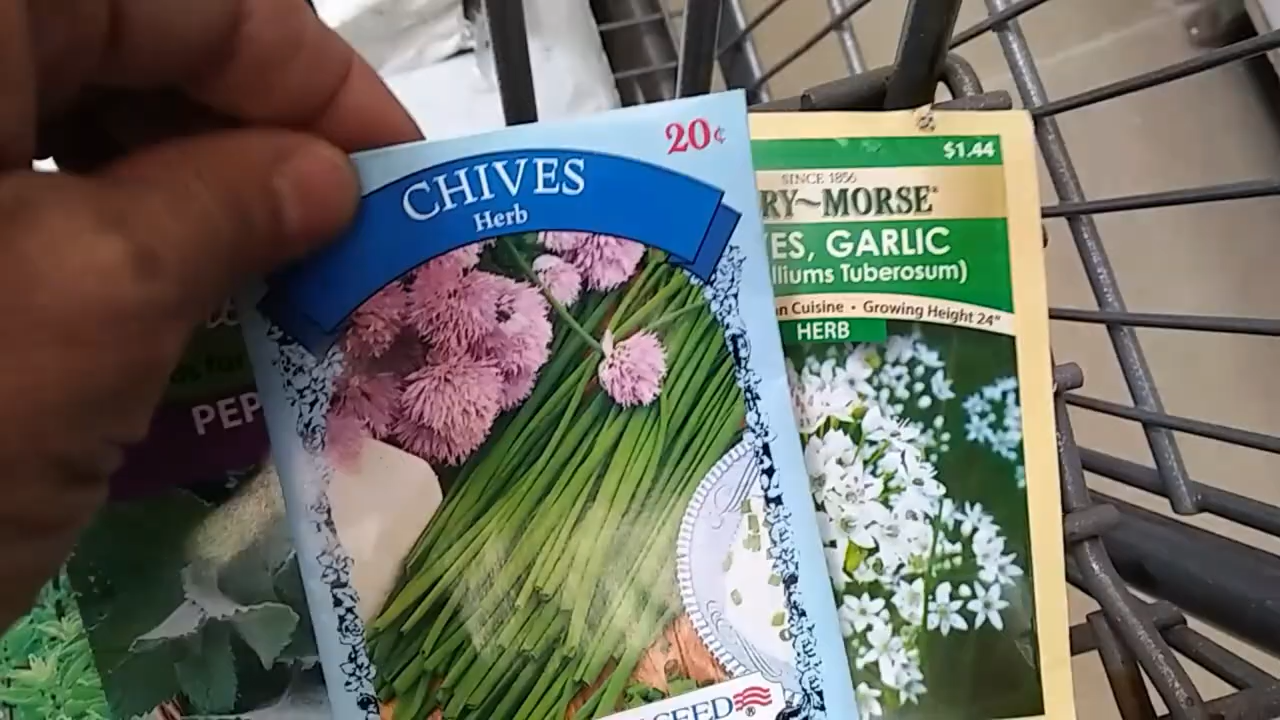 CHIVES
Herb
20¢
$1.44
SINCE 1856
RY~MORSE®
ES, GARLIC
lliums Tuberosum)
n Cuisine • Growing Height 24"
HERB
PEP
SEED®